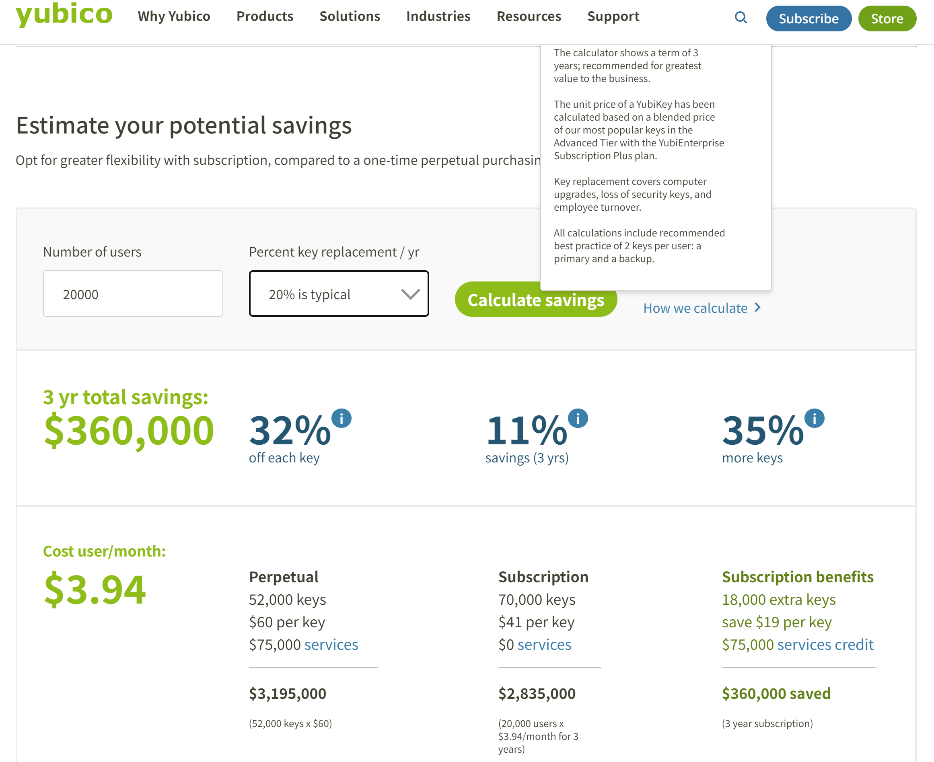 yubico
Why Yubico
Products
Solutions
Industries
Resources
Support
Subscribe
Store
The calculator shows a term of 3
years; recommended for greatest
value to the business.
The unit price of a YubiKey has been
calculated based on a blended price
of our most popular keys in the
Advanced Tier with the YubiEnterprise
Subscription Plus plan.
Key replacement covers computer
upgrades, loss of security keys, and
employee turnover.
All calculations include recommended
best practice of 2 keys per user: a
primary and a backup.
Estimate your potential savings
Opt for greater flexibility with subscription, compared to a one-time perpetual purchasin
Number of users
20000
Percent key replacement / yr
20% is typical
Calculate savings
How we calculate
3 yr total savings:
$360,000
32%
off each key
11%
savings (3 yrs)
35%
more keys
Cost user/month:
$3.94
Perpetual
52,000 keys
$60 per key
$75,000 services
$3,195,000
(52,000 keys x $60)
Subscription
70,000 keys
$41 per key
$0 services
$2,835,000
(20,000 users x
$3.94/month for 3
years)
Subscription benefits
18,000 extra keys
save $19 per key
$75,000 services credit
$360,000 saved
(3 year subscription)